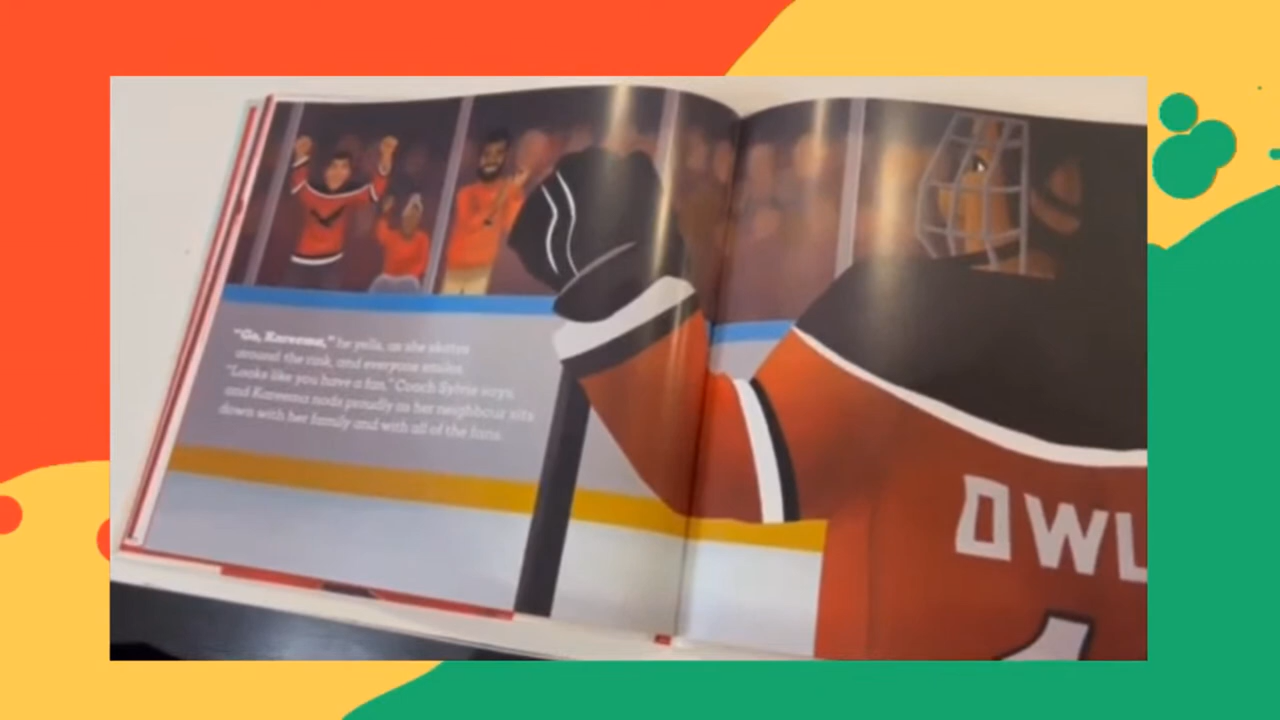 "Go, Kareema," he yells, as she skates
around the rink, and everyone smiles.
"Looks like you have a fan," Coach Sylvie says,
and Kareema nods proudly as her neighbour sits
down with her family and with all of the fans.
OWL
1